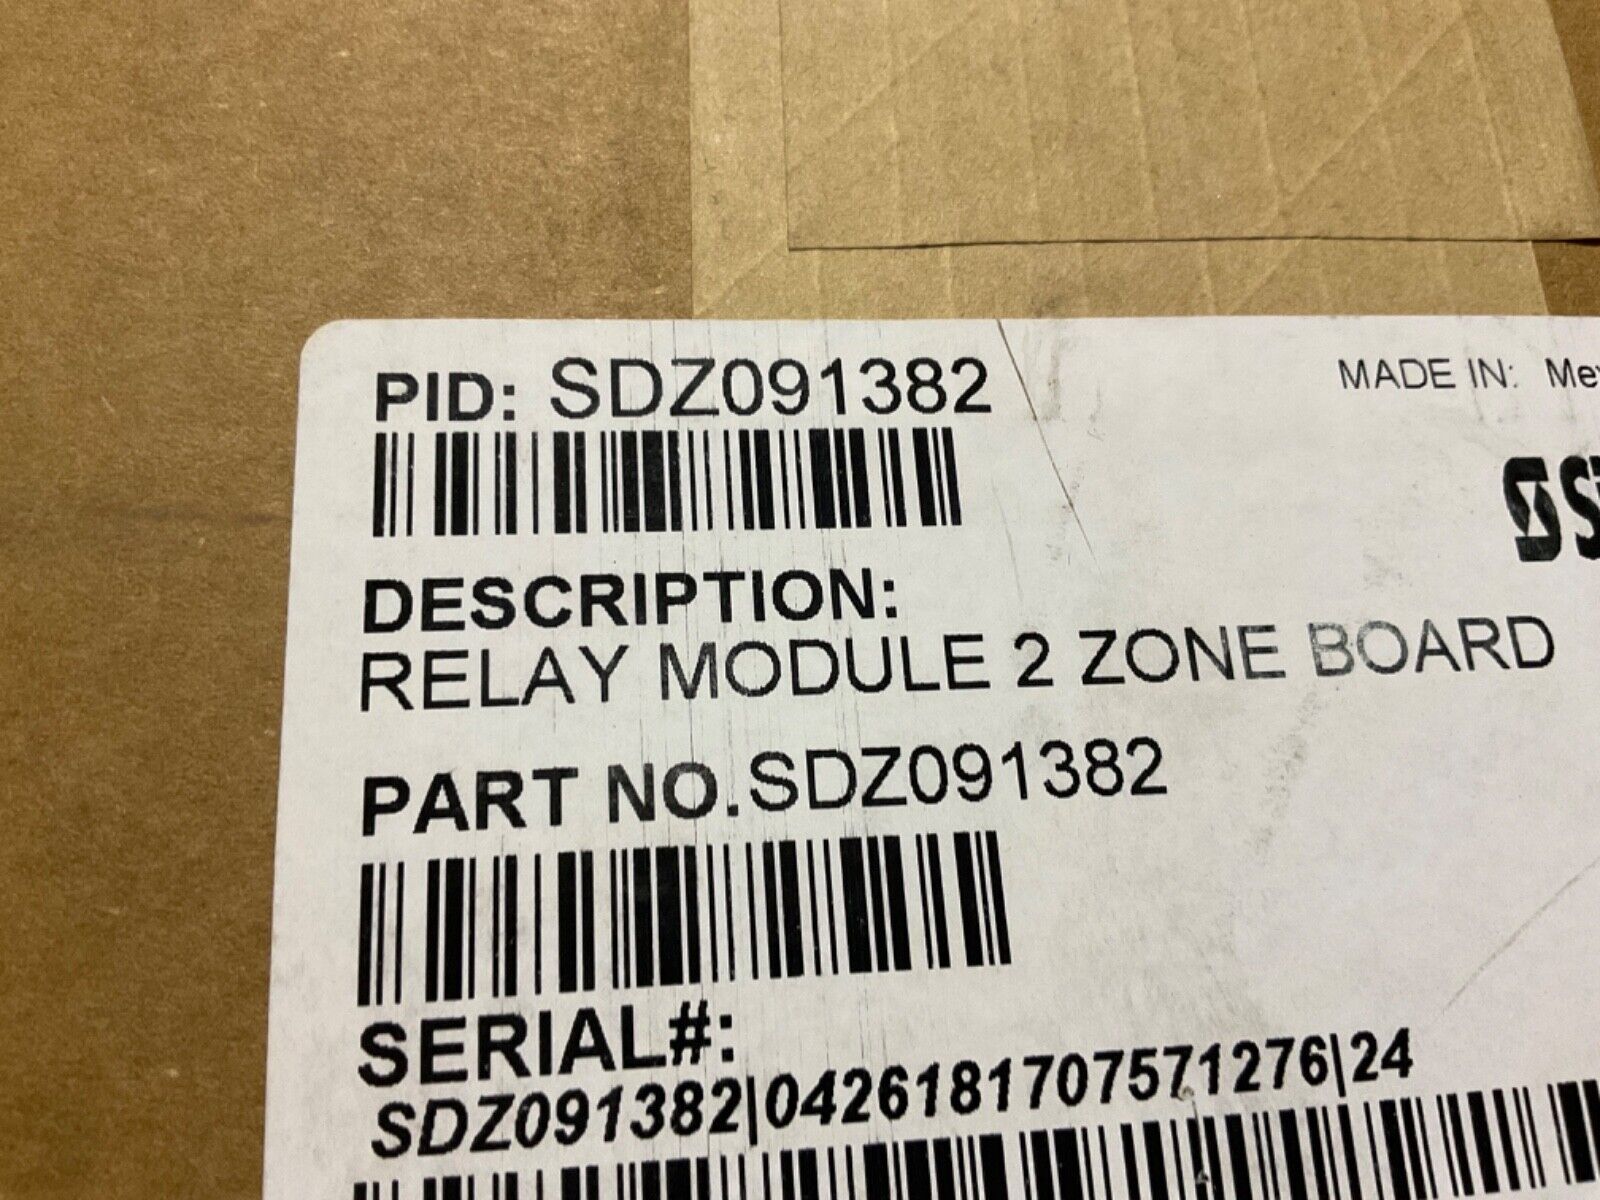 PID: SDZ091382
MADE IN:
DESCRIPTION:
RELAY MODULE 2 ZONE BOARD
PART NO.SDZ091382
SERIAL#:
SDZ091382|0426181707571276|24